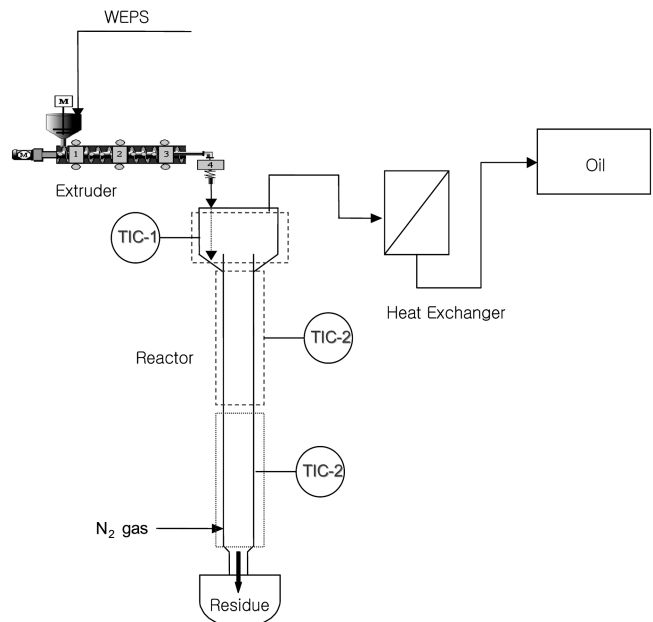 WEPS
M
M
1
2
3
4
Extruder
Oil
TIC-1
Heat Exchanger
TIC-2
Reactor
TIC-2
N₂ gas
Residue